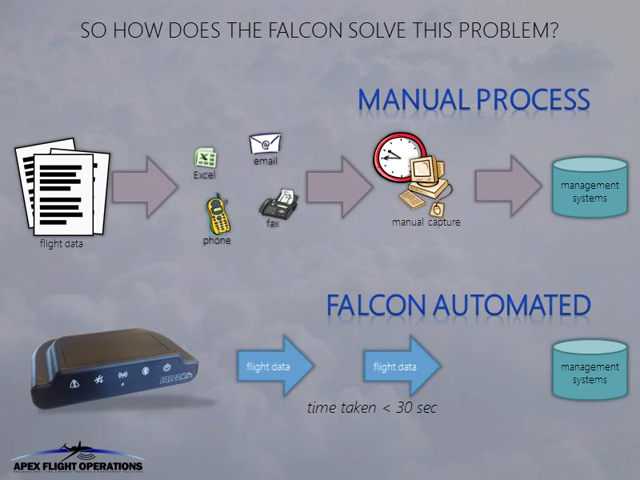 SO HOW DOES THE FALCON SOLVE THIS PROBLEM?
MANUAL PROCESS
flight data
Excel
email
phone
fax
manual capture
management
systems
FALCON AUTOMATED
FALCON
flight data
flight data
time taken < 30 sec
management
systems
APEX FLIGHT OPERATIONS